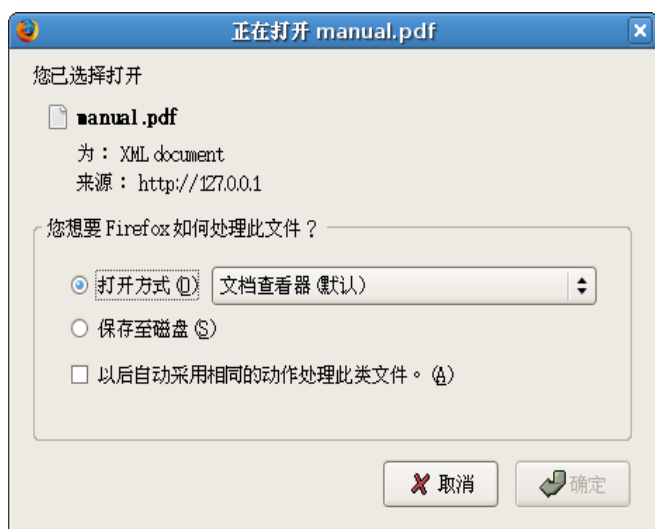 正在打开 manual.pdf
您已选择打开
manual.pdf
为：XML document
来源：http://127.0.0.1
您想要 Firefox 如何处理此文件？
打开方式 (D) 文档查看器 (默认)
保存至磁盘 (S)
以后自动采用相同的动作处理此类文件。(A)
取消 确定